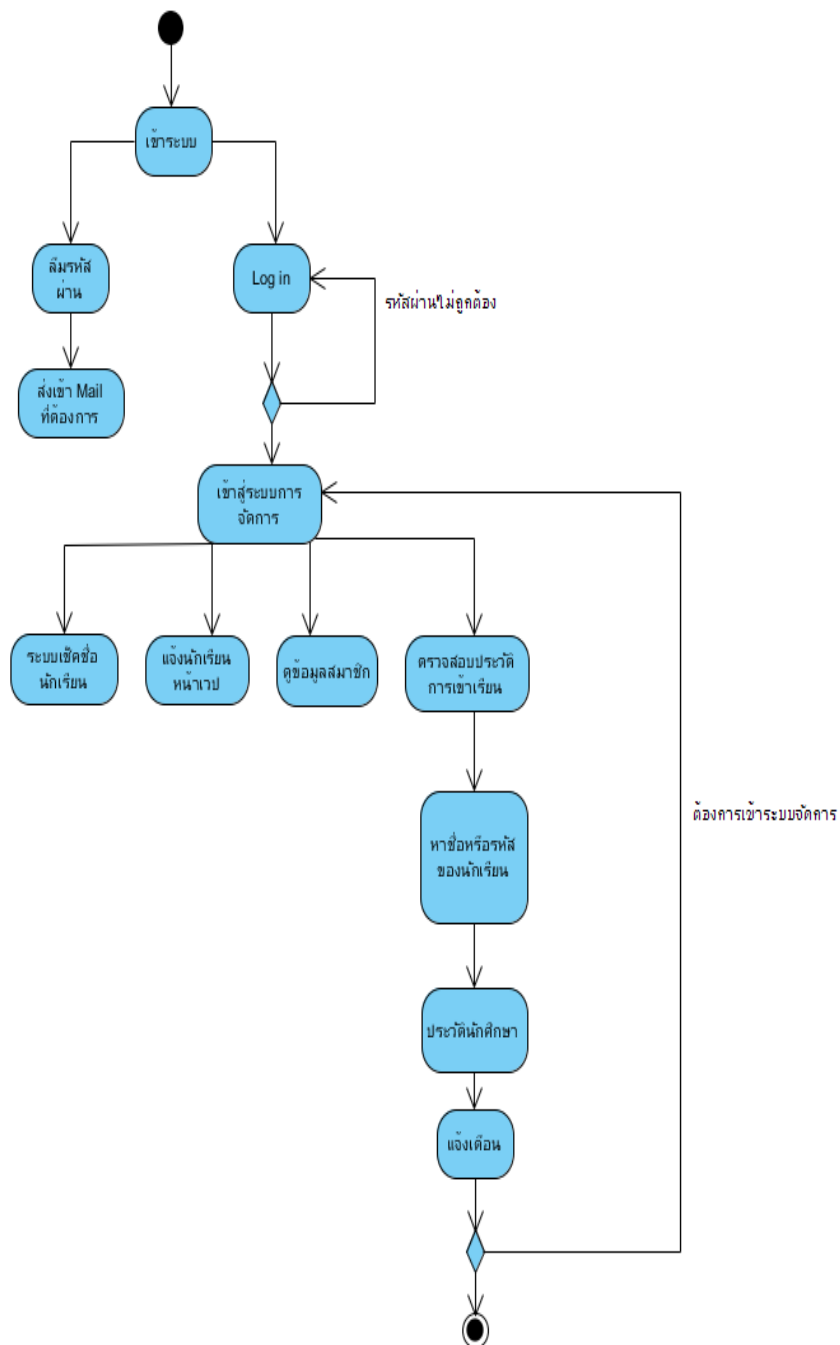 เข้าระบบ
ลืมรหัส
ผ่าน
Log in
รหัสผ่านไม่ถูกต้อง
ส่งเข้า Mail
ที่ต้องการ
เข้าสู่ระบบการ
จัดการ
ระบบเช็คชื่อ
นักเรียน
แจ้งนักเรียน
หน้าเวป
ดูข้อมูลสมาชิก
ตรวจสอบประวัติ
การเข้าเรียน
ต้องการเข้าระบบจัดการ
หาชื่อหรือรหัส
ของนักเรียน
ประวัตินักศึกษา
แจ้งเตือน